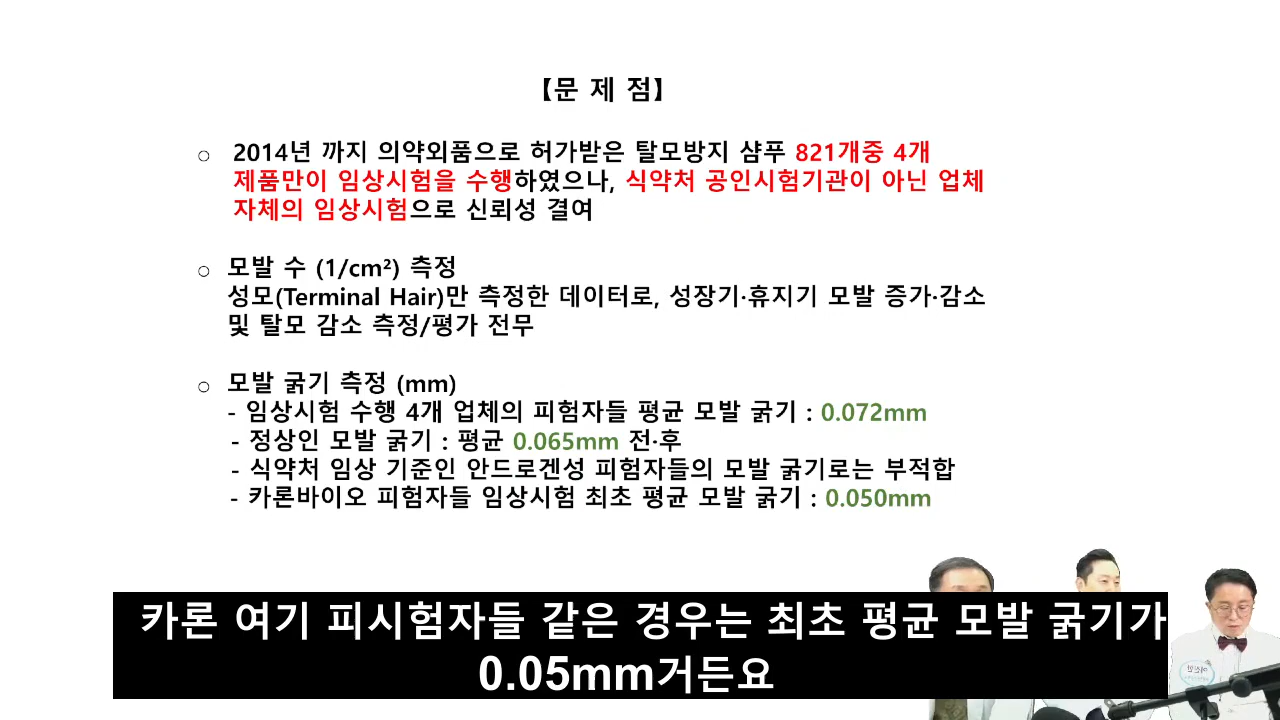 【문 제 점】
○ 2014년 까지 의약외품으로 허가받은 탈모방지 샴푸 821개중 4개
제품만이 임상시험을 수행하였으나, 식약처 공인시험기관이 아닌 업체
자체의 임상시험으로 신뢰성 결여
○ 모발 수 (1/cm²) 측정
성모(Terminal Hair)만 측정한 데이터로, 성장기·휴지기 모발 증가·감소
및 탈모 감소 측정/평가 전무
○ 모발 굵기 측정 (mm)
- 임상시험 수행 4개 업체의 피험자들 평균 모발 굵기 : 0.072mm
- 정상인 모발 굵기 : 평균 0.065mm 전·후
- 식약처 임상 기준인 안드로겐성 피험자들의 모발 굵기로는 부적합
- 카론바이오 피험자들 임상시험 최초 평균 모발 굵기 : 0.050mm
카론 여기 피시험자들 같은 경우는 최초 평균 모발 굵기가
0.05mm거든요